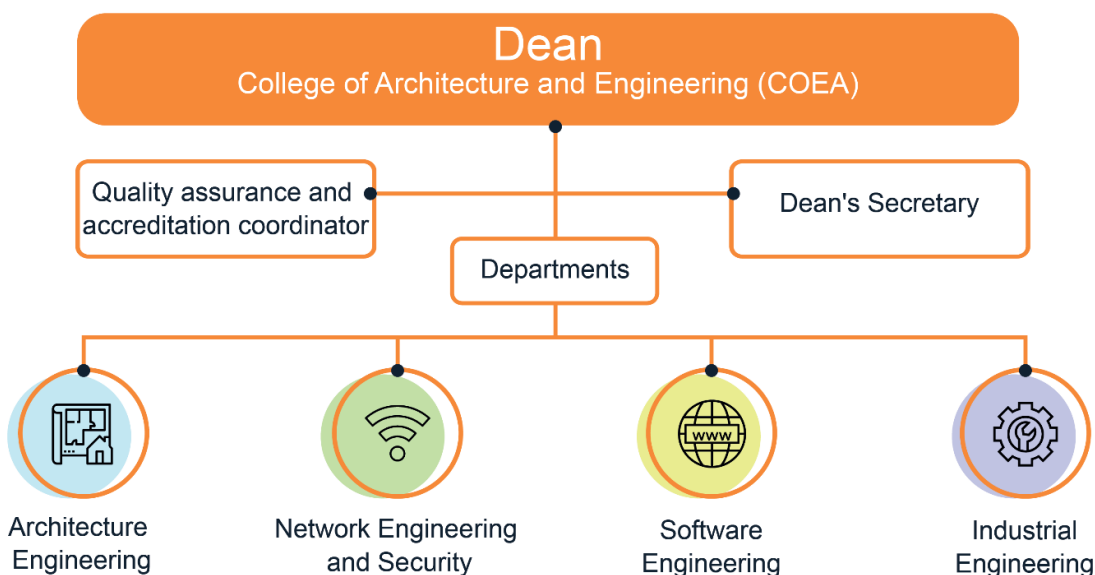 Dean
College of Architecture and Engineering (COEA)
Quality assurance and
accreditation coordinator
Dean's Secretary
Departments
www
Architecture
Engineering
Network Engineering
and Security
Software
Engineering
Industrial
Engineering